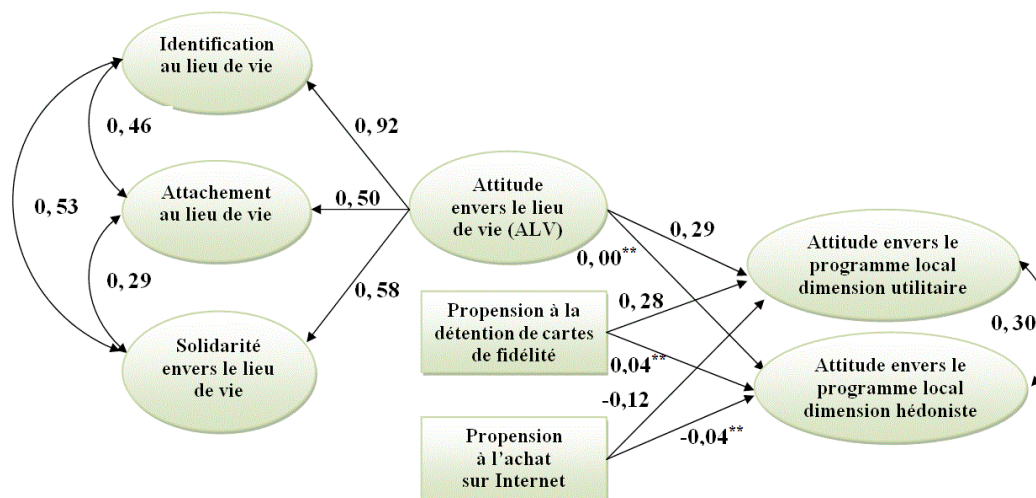 Identification
au lieu de vie
0, 46
0, 92
Attachement
au lieu de vie
0, 50
0, 53
Attitude
envers le lieu
de vie (ALV)
0, 29
0, 00**
Attitude envers le
programme local
dimension utilitaire
0, 29
0, 58
Propension à la
détention de cartes
de fidélité
0, 28
0,04**
0, 30
Solidarité
envers le lieu
de vie
Attitude envers le
programme local
dimension hédoniste
-0,12
-0,04**
Propension
à l’achat
sur Internet